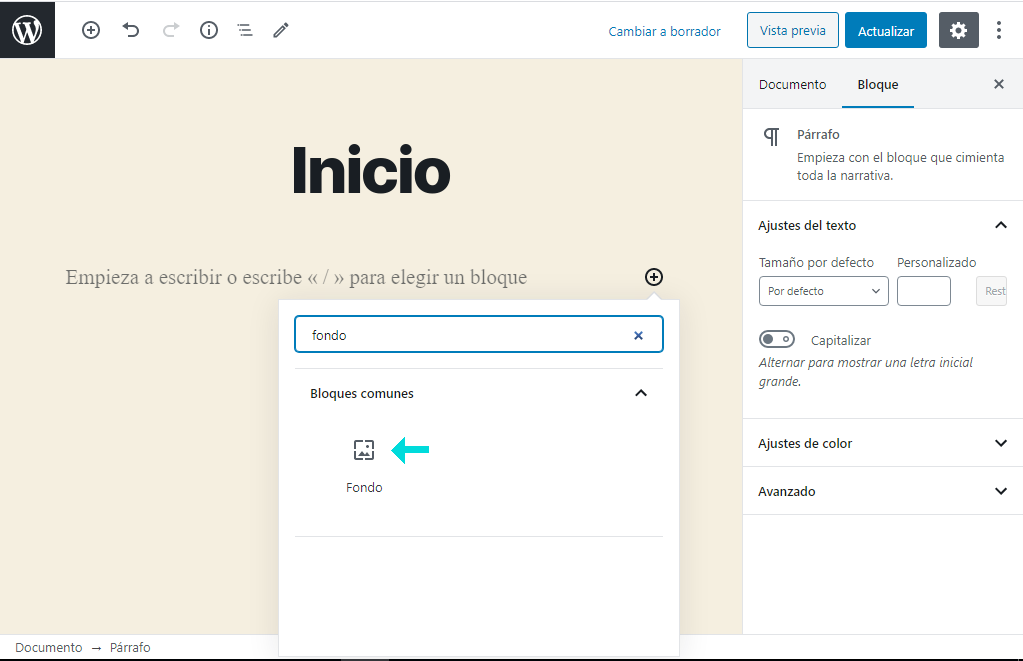 Cambiar a borrador
Vista previa
Actualizar
Inicio
Empieza a escribir o escribe « / » para elegir un bloque
fondo
Bloques comunes
Fondo
Documento
Bloque
Párrafo
Empieza con el bloque que cimienta
toda la narrativa.
Ajustes del texto
Tamaño por defecto
Personalizado
Por defecto
Rest
Capitalizar
Alternar para mostrar una letra inicial
grande.
Ajustes de color
Avanzado
Documento → Párrafo